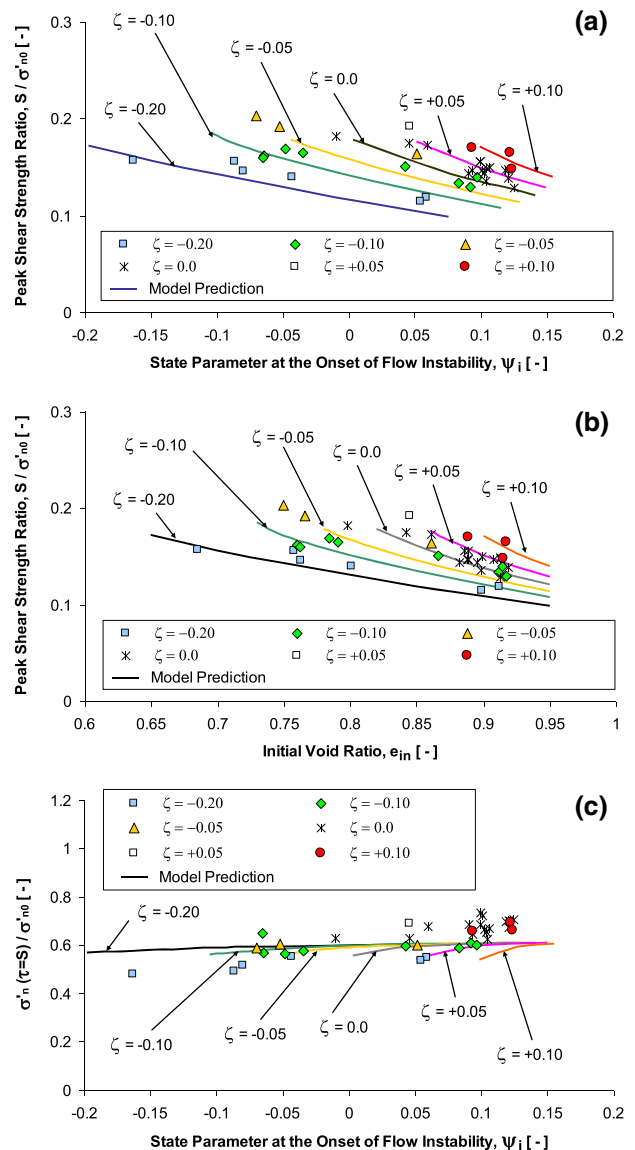 (a)
Peak Shear Strength Ratio, S / σ'n0 [ - ]
0.3
0.2
0.1
0
ζ = -0.10
ζ = -0.05
ζ = 0.0
ζ = +0.05
ζ = +0.10
ζ = -0.20
ζ = −0.20
ζ = −0.10
ζ = −0.05
ζ = 0.0
ζ = +0.05
ζ = +0.10
Model Prediction
-0.2 -0.15 -0.1 -0.05 0 0.05 0.1 0.15 0.2
State Parameter at the Onset of Flow Instability, ψi [ - ]
(b)
Peak Shear Strength Ratio, S / σ'n0 [ - ]
0.3
0.2
0.1
0
ζ = -0.05
ζ = -0.10
ζ = 0.0
ζ = +0.05
ζ = +0.10
ζ = -0.20
ζ = −0.20
ζ = −0.10
ζ = −0.05
ζ = 0.0
ζ = +0.05
ζ = +0.10
Model Prediction
0.6 0.65 0.7 0.75 0.8 0.85 0.9 0.95 1
Initial Void Ratio, ein [ - ]
(c)
σ'n (τ=S) / σ'n0 [ - ]
1.2
1
0.8
0.6
0.4
0.2
0
ζ = −0.20
ζ = −0.10
ζ = −0.05
ζ = 0.0
ζ = +0.05
ζ = +0.10
Model Prediction
ζ = -0.20
ζ = -0.10
ζ = -0.05
ζ = 0.0
ζ = +0.05
ζ = +0.10
-0.2 -0.15 -0.1 -0.05 0 0.05 0.1 0.15 0.2
State Parameter at the Onset of Flow Instability, ψi [ - ]